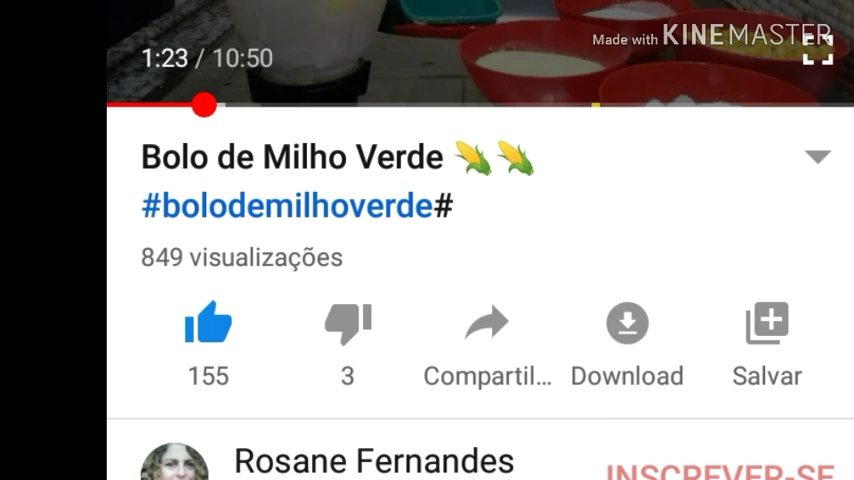 Made with KINEMASTER
1:23 / 10:50
Bolo de Milho Verde 🌽🌽
#bolodemilhoverde#
849 visualizações
155 3 Compartil... Download Salvar
Rosane Fernandes
INSCREVER-SE